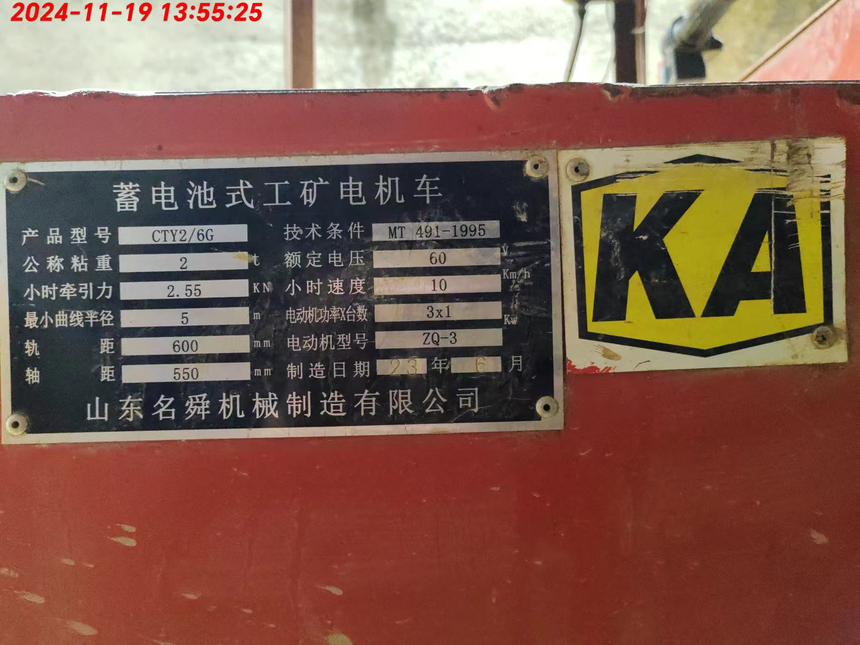 2024-11-19 13:55:25
蓄电池式工矿电机车
产品型号 CTY2/6G 技术条件 MT 491-1995
公称粘重 2 t 额定电压 60 V
小时牵引力 2.55 KN 小时速度 10 Km/h
最小曲线半径 5 m 电动机功率X台数 3x1 Kw
轨距 600 mm 电动机型号 ZQ-3
轴距 550 mm 制造日期 23 年 6 月
山东名舜机械制造有限公司
KA